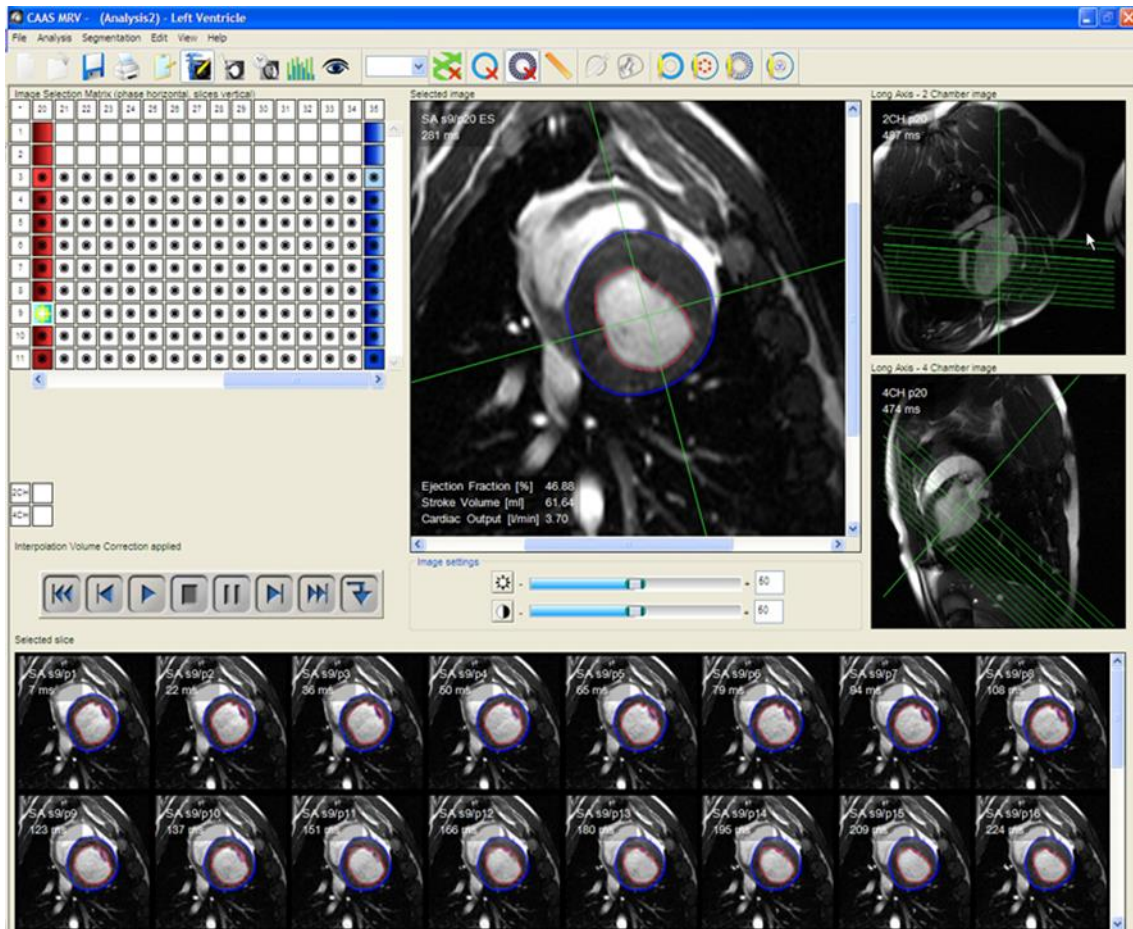 CAAS MRV - (Analysis2) - Left Ventricle
File Analysis Segmentation Edit View Help
Image Selection Matrix (phase horizontal, slices vertical)
* 20 21 22 23 24 25 26 27 28 29 30 31 32 33 34 35
1
2
3
4
5
6
7
8
9
10
11
2CH
4CH
Interpolation Volume Correction applied
Selected image
SA s9/p20 ES
281 ms
Ejection Fraction [%] 46.88
Stroke Volume [ml] 61.64
Cardiac Output [l/min] 3.70
Image settings
- + 50
- + 50
Long Axis - 2 Chamber image
2CH p20
487 ms
Long Axis - 4 Chamber image
4CH p20
474 ms
Selected slice
SA s9/p1 SA s9/p2 SA s9/p3 SA s9/p4 SA s9/p5 SA s9/p6 SA s9/p7 SA s9/p8
7 ms 22 ms 36 ms 50 ms 65 ms 79 ms 94 ms 108 ms
SA s9/p9 SA s9/p10 SA s9/p11 SA s9/p12 SA s9/p13 SA s9/p14 SA s9/p15 SA s9/p16
123 ms 137 ms 151 ms 166 ms 180 ms 195 ms 209 ms 224 ms